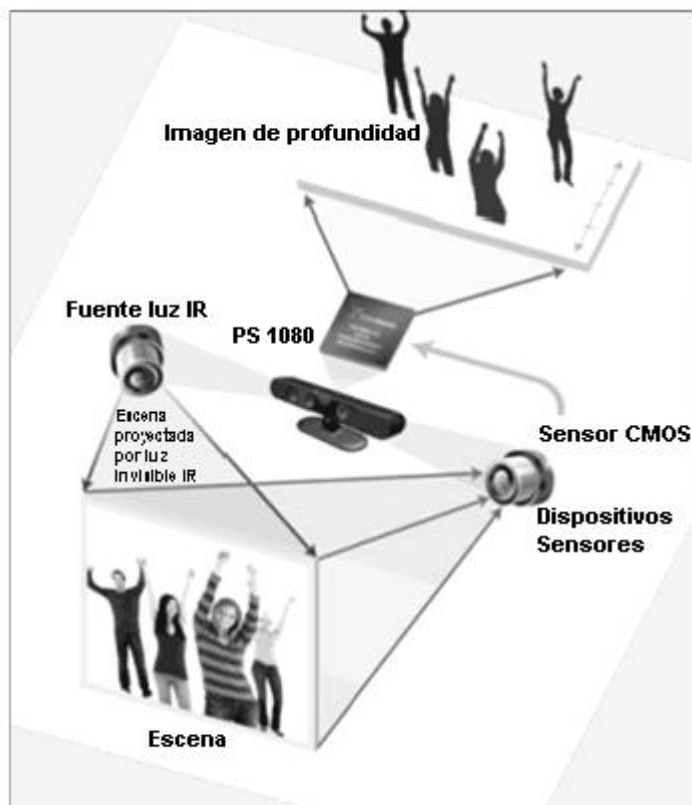 Imagen de profundidad
Fuente luz IR
PS 1080
Escena
proyectada
por luz
invisible IR
Sensor CMOS
Dispositivos
Sensores
Escena